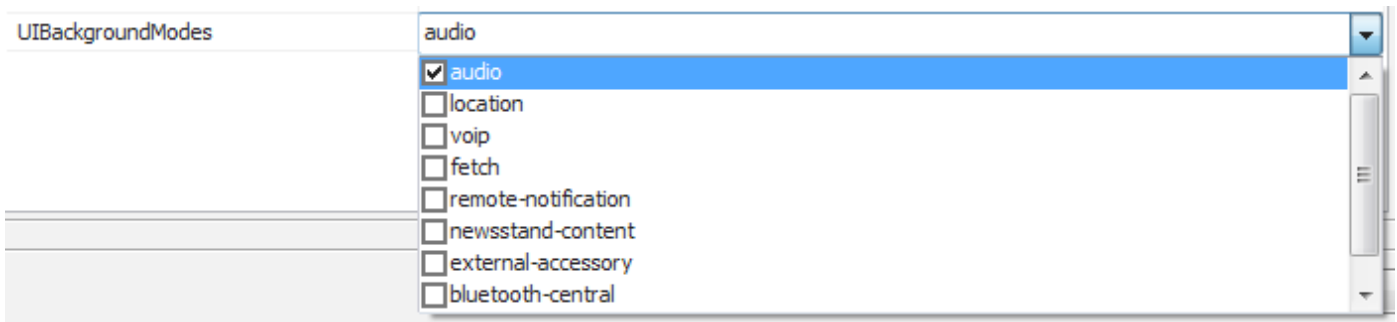 UIBackgroundModes audio
audio
location
voip
fetch
remote-notification
newsstand-content
external-accessory
bluetooth-central